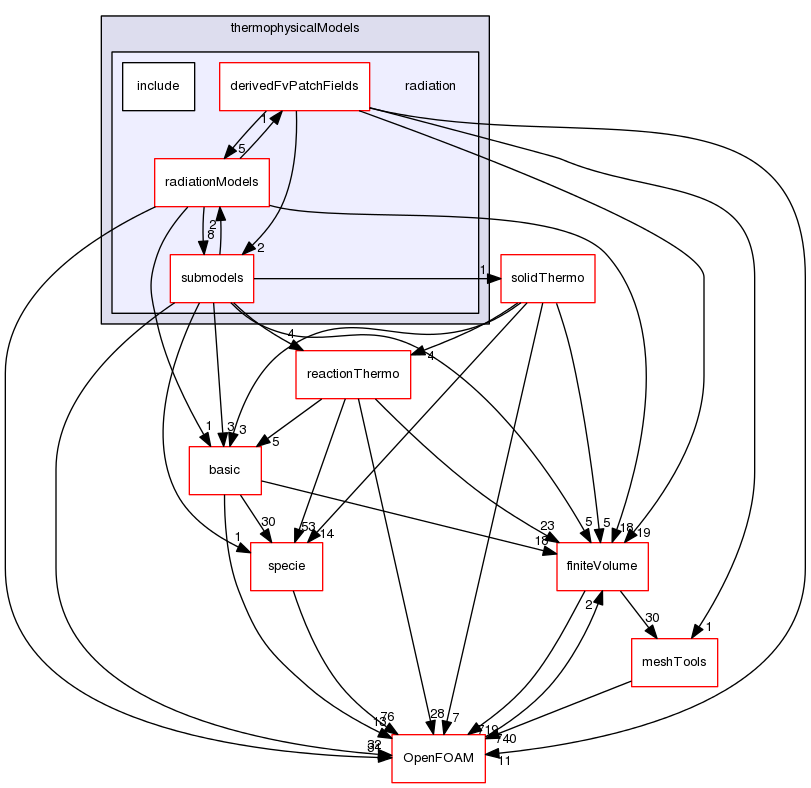 thermophysicalModels
include
derivedFvPatchFields
radiation
1
5
radiationModels
2
8
2
submodels
1
solidThermo
4
4
reactionThermo
1
3
3
5
basic
30
53
14
23
18
5
5
18
19
1
specie
finiteVolume
2
30
1
meshTools
76
13
28
7
719
740
32
31
11
OpenFOAM